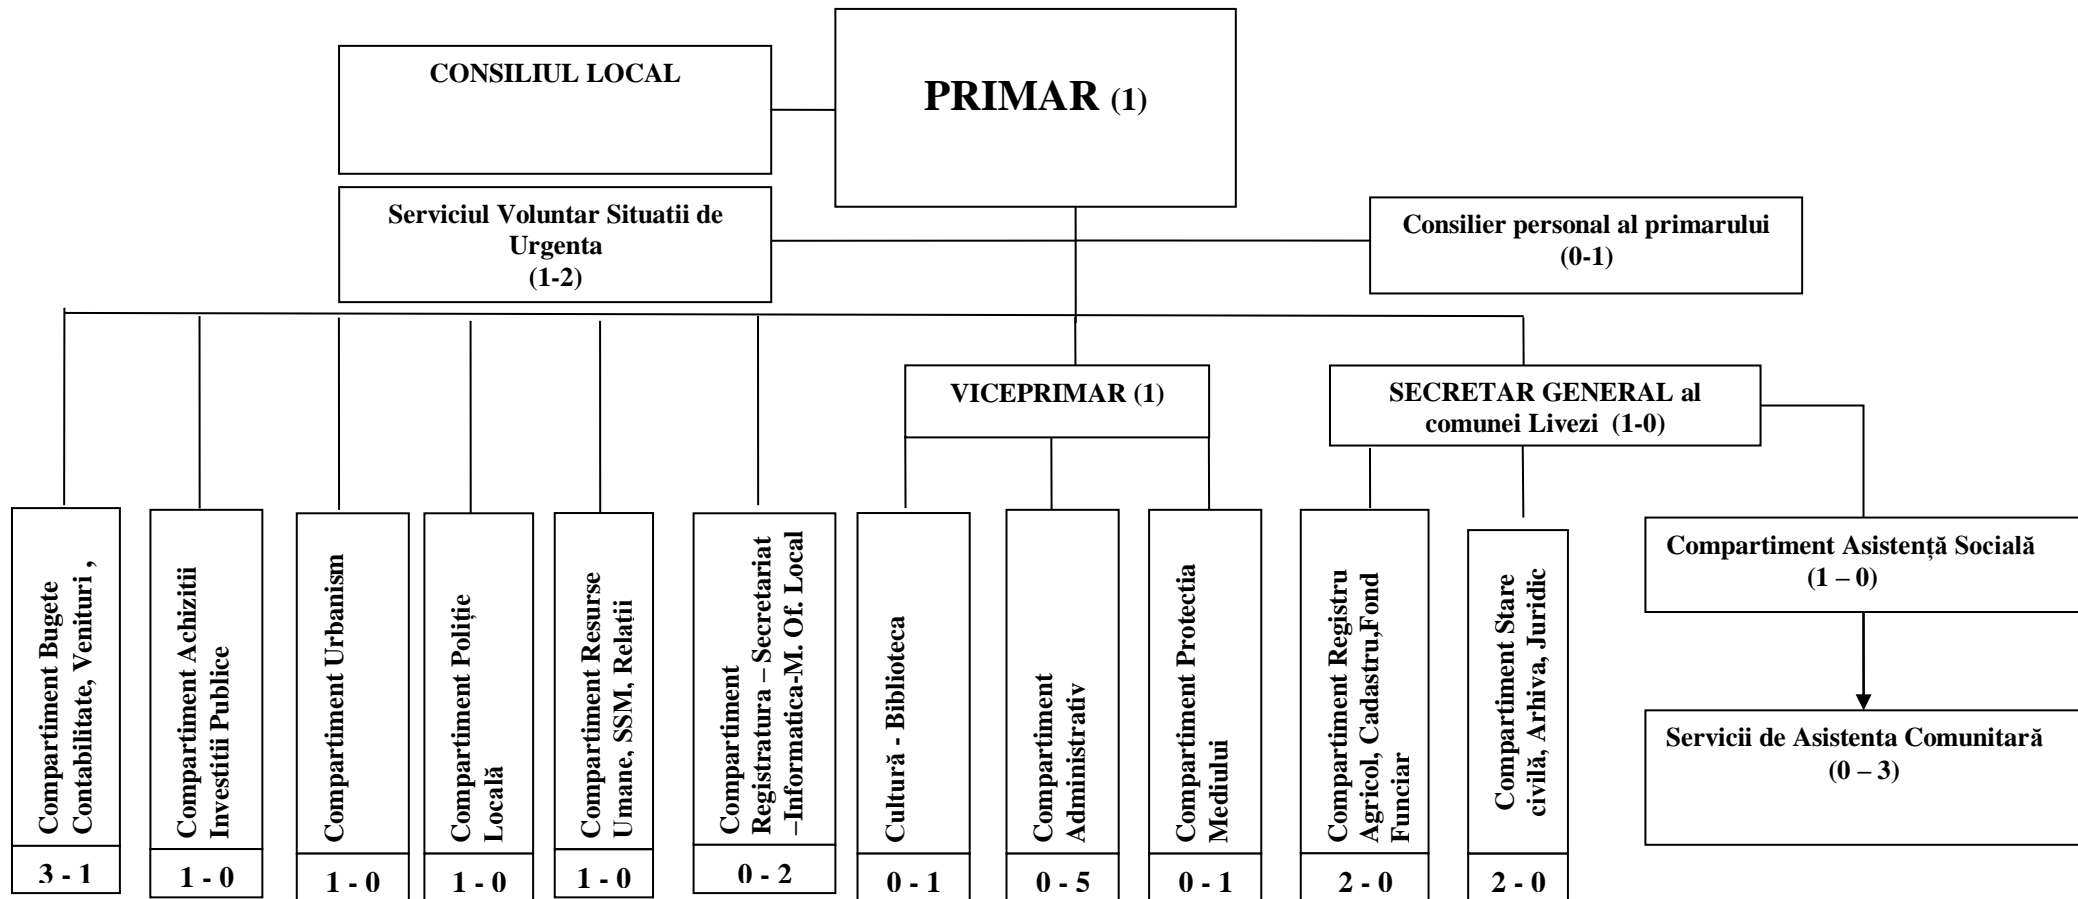 CONSILIUL LOCAL
PRIMAR (1)
Serviciul Voluntar Situatii de
Urgenta
(1-2)
Consilier personal al primarului
(0-1)
VICEPRIMAR (1)
SECRETAR GENERAL al
comunei Livezi (1-0)
Compartiment Bugete
Contabilitate, Venituri ,
3 - 1
Compartiment Achizitii
Investitii Publice
1 - 0
Compartiment Urbanism
1 - 0
Compartiment Poliție
Locală
1 - 0
Compartiment Resurse
Umane, SSM, Relații
1 - 0
Compartiment
Registratura – Secretariat
–Informatica-M. Of. Local
0 - 2
Cultură - Biblioteca
0 - 1
Compartiment
Administrativ
0 - 5
Compartiment Protectia
Mediului
0 - 1
Compartiment Registru
Agricol, Cadastru,Fond
Funciar
2 - 0
Compartiment Stare
civilă, Arhiva, Juridic
2 - 0
Compartiment Asistență Socială
(1 – 0)
Servicii de Asistenta Comunitară
(0 – 3)